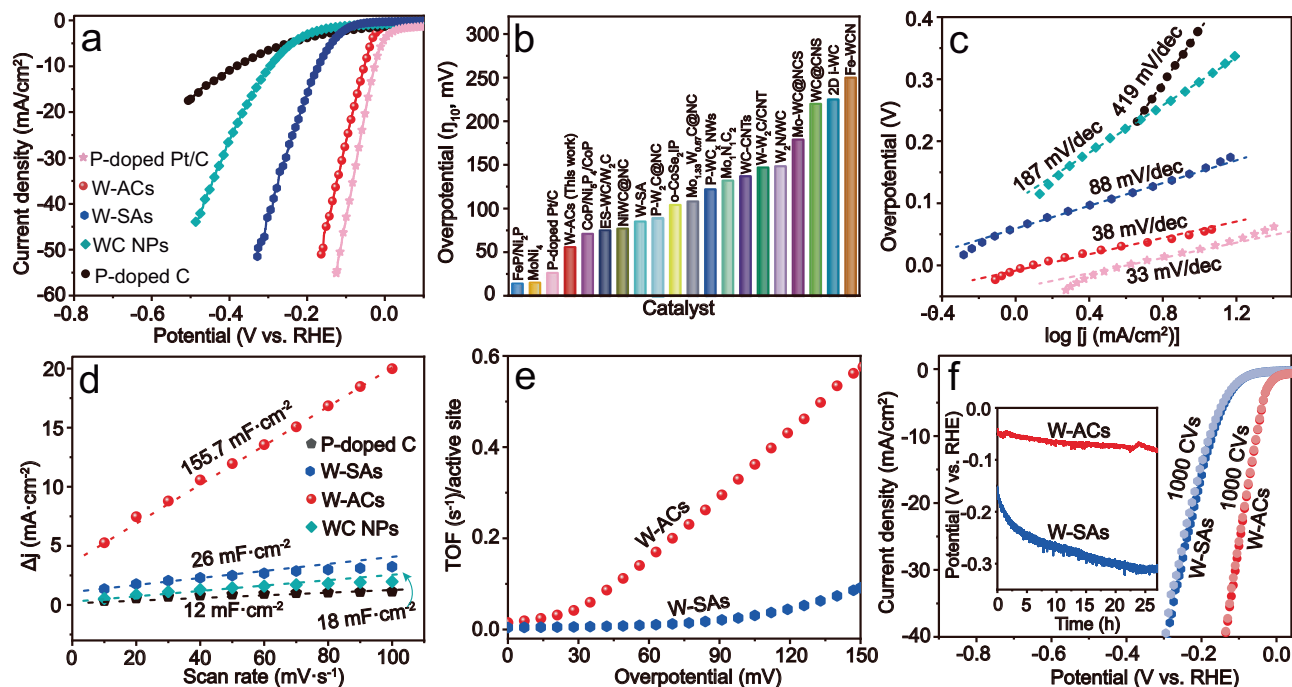 a
Current density (mA/cm²)
0
-10
-20
-30
-40
-50
-60
P-doped Pt/C
W-ACs
W-SAs
WC NPs
P-doped C
-0.8
-0.6
-0.4
-0.2
0.0
Potential (V vs. RHE)
b
Overpotential (η₁₀, mV)
300
250
200
150
100
50
0
FeP/Ni₂P
MoNi₄
P-doped Pt/C
W-ACs (This work)
CoP/Ni₅P₄/CoP
ES-WC/W₂C
NiWC@NC
W-SA
P-W₂C@NC
c-CoSe₂IP
Mo₁.₃₃W₀.₆₇C@NC
P-WCₓ NWs
Mo₁N₁C₂
WC-CNTs
W-W₂C/CNT
W₂N/WC
Mo-WC@NCS
WC@CNS
2D i-WC
Fe-WCN
Catalyst
c
Overpotential (V)
0.4
0.2
0.0
419 mV/dec
187 mV/dec
88 mV/dec
38 mV/dec
33 mV/dec
-0.4
0.0
0.4
0.8
1.2
log [j (mA/cm²)]
d
Δj (mA·cm⁻²)
20
15
10
5
0
155.7 mF·cm⁻²
P-doped C
W-SAs
W-ACs
WC NPs
26 mF·cm⁻²
12 mF·cm⁻²
18 mF·cm⁻²
20
40
60
80
100
Scan rate (mV·s⁻¹)
e
TOF (s⁻¹)/active site
0.6
0.4
0.2
0.0
W-ACs
W-SAs
0
30
60
90
120
150
Overpotential (mV)
f
Current density (mA/cm²)
0
-10
-20
-30
-40
Potential (V vs. RHE)
0.0
-0.1
-0.2
-0.3
W-ACs
W-SAs
0
5
10
15
20
25
Time (h)
1000 CVs
W-SAs
1000 CVs
W-ACs
-0.8
-0.6
-0.4
-0.2
0.0
Potential (V vs. RHE)